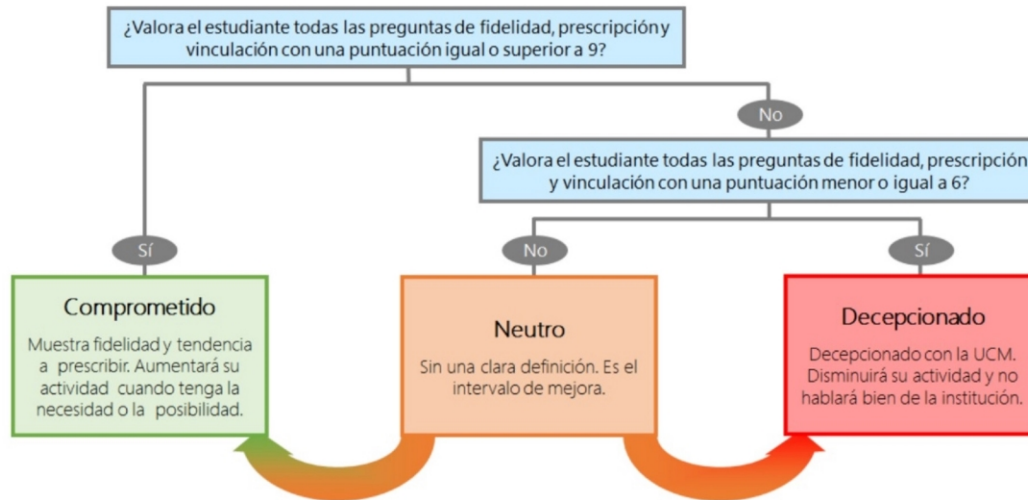 ¿Valora el estudiante todas las preguntas de fidelidad, prescripción y
vinculación con una puntuación igual o superior a 9?
No
¿Valora el estudiante todas las preguntas de fidelidad, prescripción
y vinculación con una puntuación menor o igual a 6?
Sí
No
Sí
Comprometido
Muestra fidelidad y tendencia
a prescribir. Aumentará su
actividad cuando tenga la
necesidad o la posibilidad.
Neutro
Sin una clara definición. Es el
intervalo de mejora.
Decepcionado
Decepcionado con la UCM.
Disminuirá su actividad y no
hablará bien de la institución.